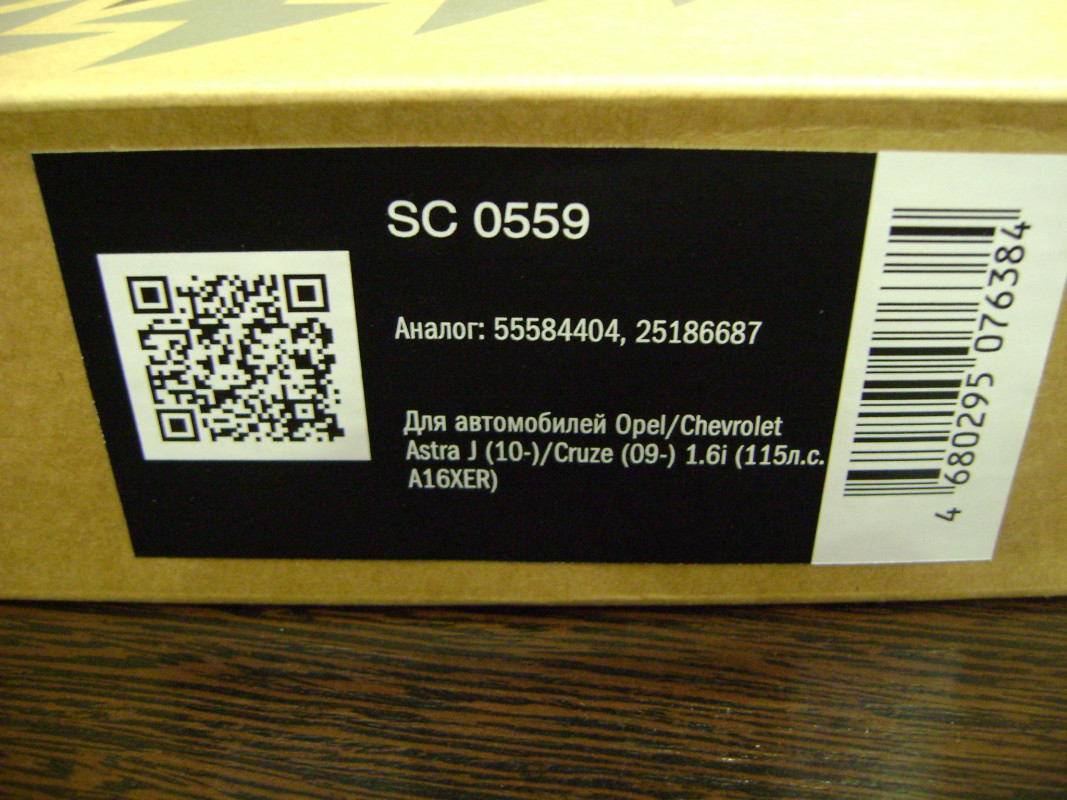 SC 0559
Аналог: 55584404, 25186687
Для автомобилей Opel/Chevrolet
Astra J (10-)/Cruze (09-) 1.6i (115л.с.
A16XER)
4 680295 076384